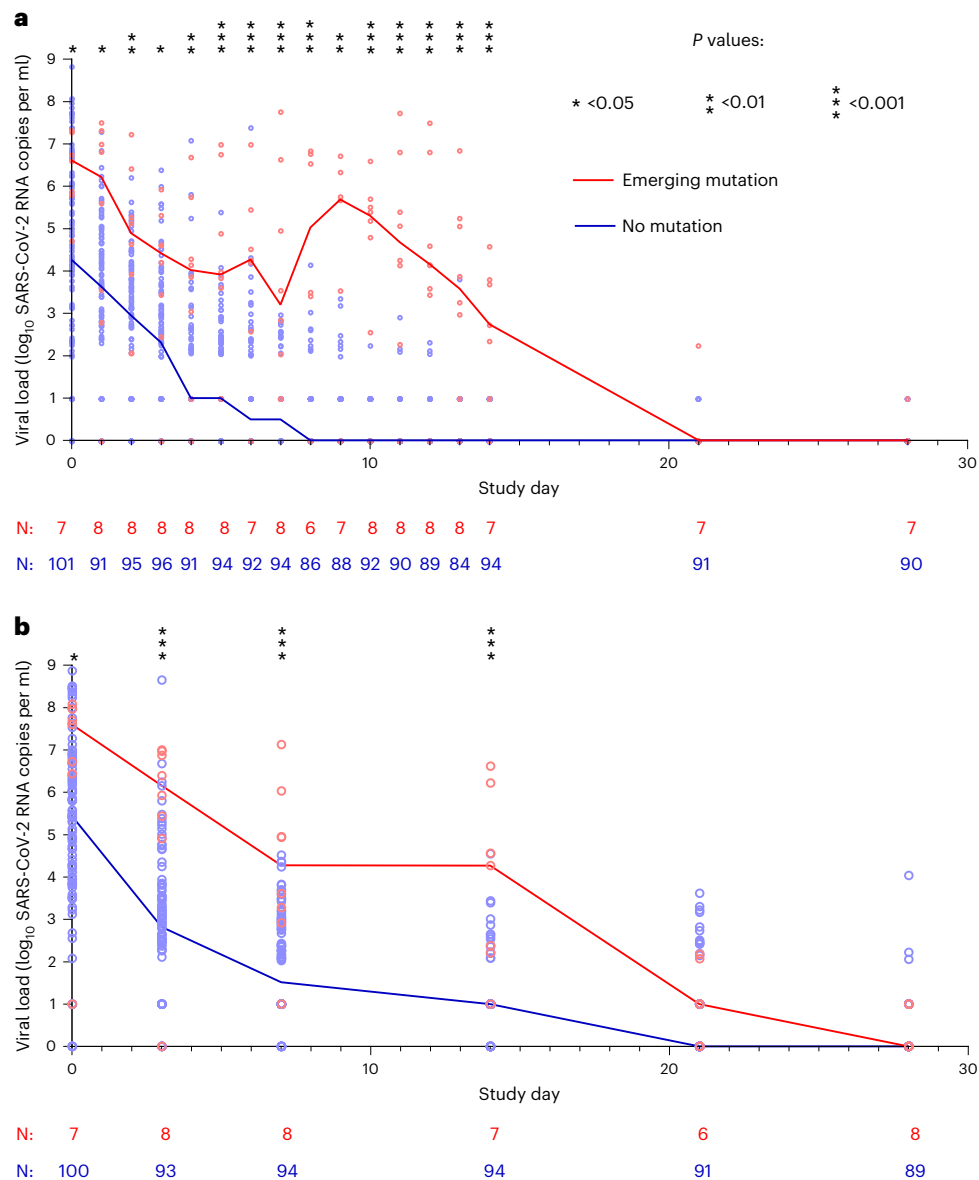 a
* * ** * ** *** *** *** *** ** *** *** *** *** ***
P values:
* <0.05 ** <0.01 *** <0.001
Emerging mutation
No mutation
Viral load (log10 SARS-CoV-2 RNA copies per ml)
9
8
7
6
5
4
3
2
1
0
0 10 20 30
Study day
N: 7 8 8 8 8 8 7 8 6 7 8 8 8 8 7 7 7
N: 101 91 95 96 91 94 92 94 86 88 92 90 89 84 94 91 90
b
* *** *** ***
Viral load (log10 SARS-CoV-2 RNA copies per ml)
9
8
7
6
5
4
3
2
1
0
0 10 20 30
Study day
N: 7 8 8 7 6 8
N: 100 93 94 94 91 89